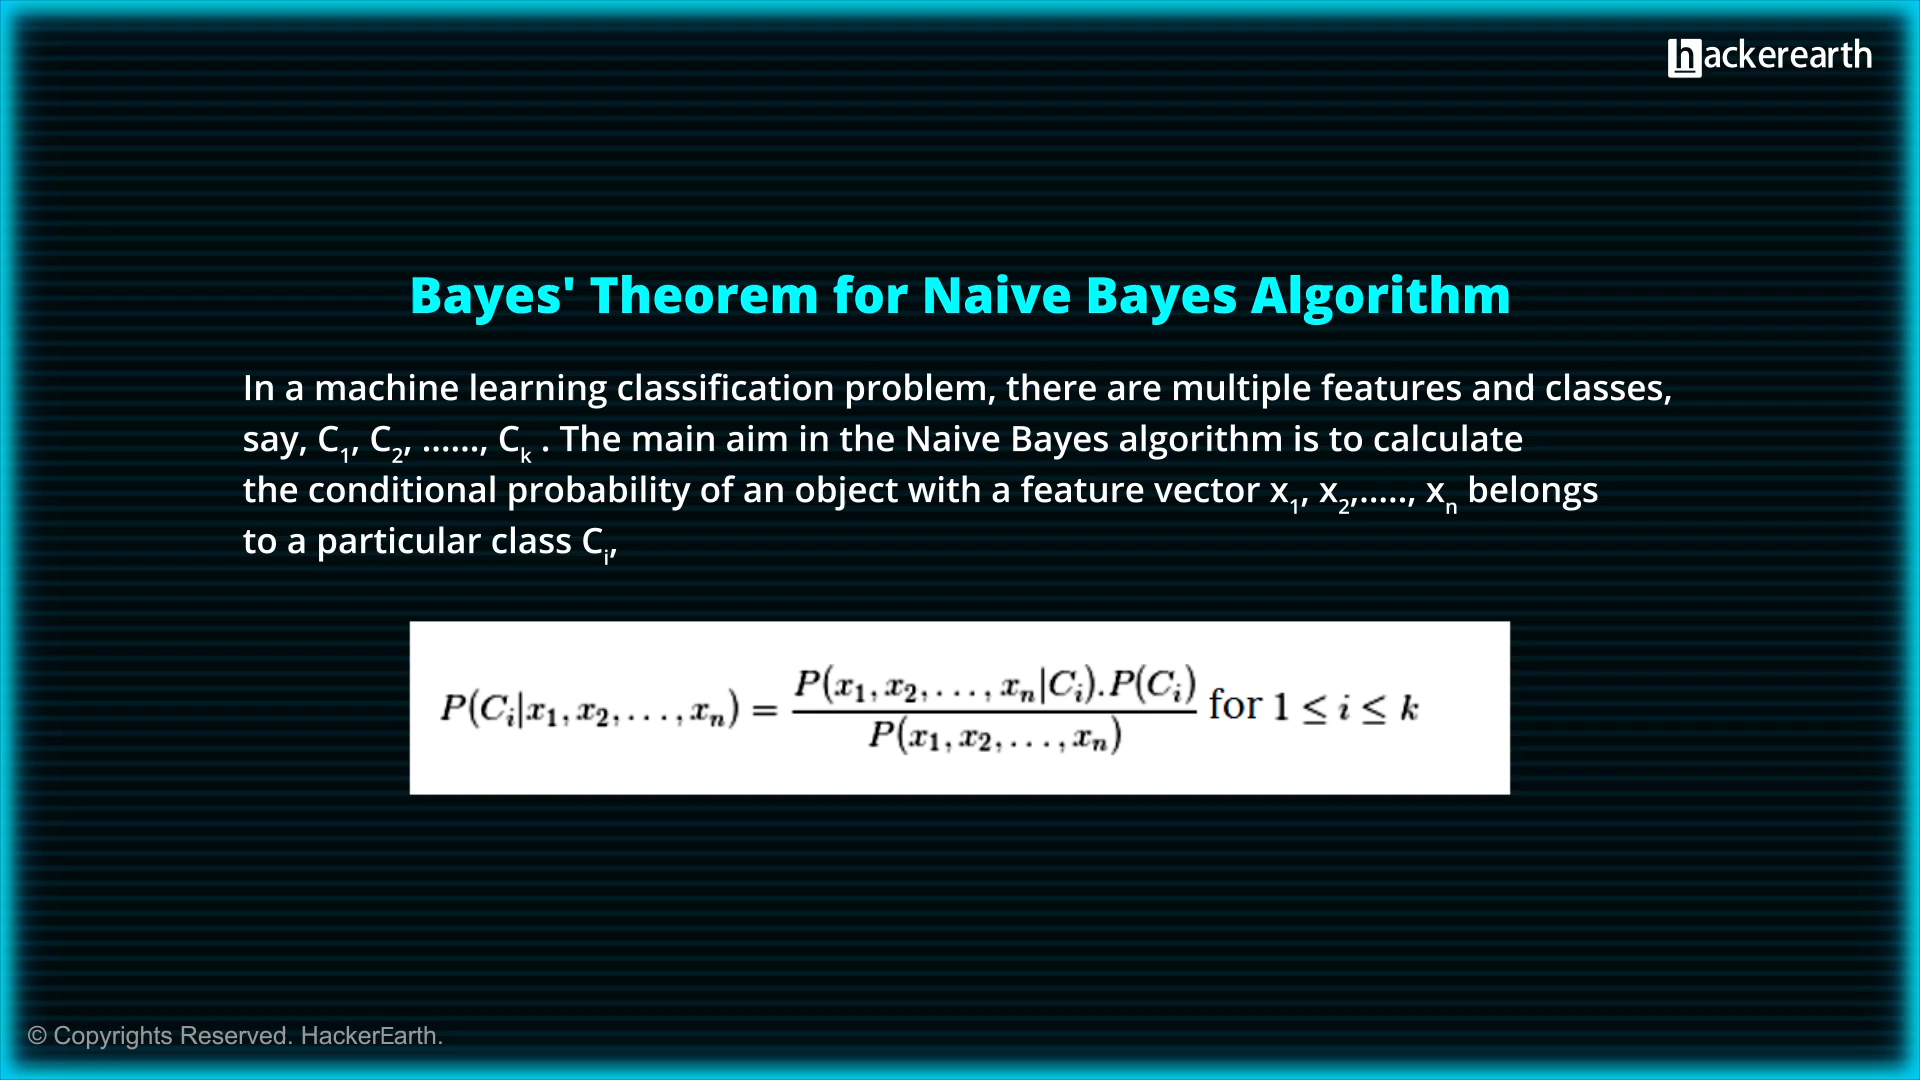 hackerearth
Bayes' Theorem for Naive Bayes Algorithm
In a machine learning classification problem, there are multiple features and classes,
say, C₁, C₂, ......, Cₖ . The main aim in the Naive Bayes algorithm is to calculate
the conditional probability of an object with a feature vector x₁, x₂,....., xₙ belongs
to a particular class Cᵢ,
P(Cᵢ|x₁, x₂, . . . , xₙ) = P(x₁, x₂, . . . , xₙ|Cᵢ).P(Cᵢ) / P(x₁, x₂, . . . , xₙ) for 1 ≤ i ≤ k
© Copyrights Reserved. HackerEarth.